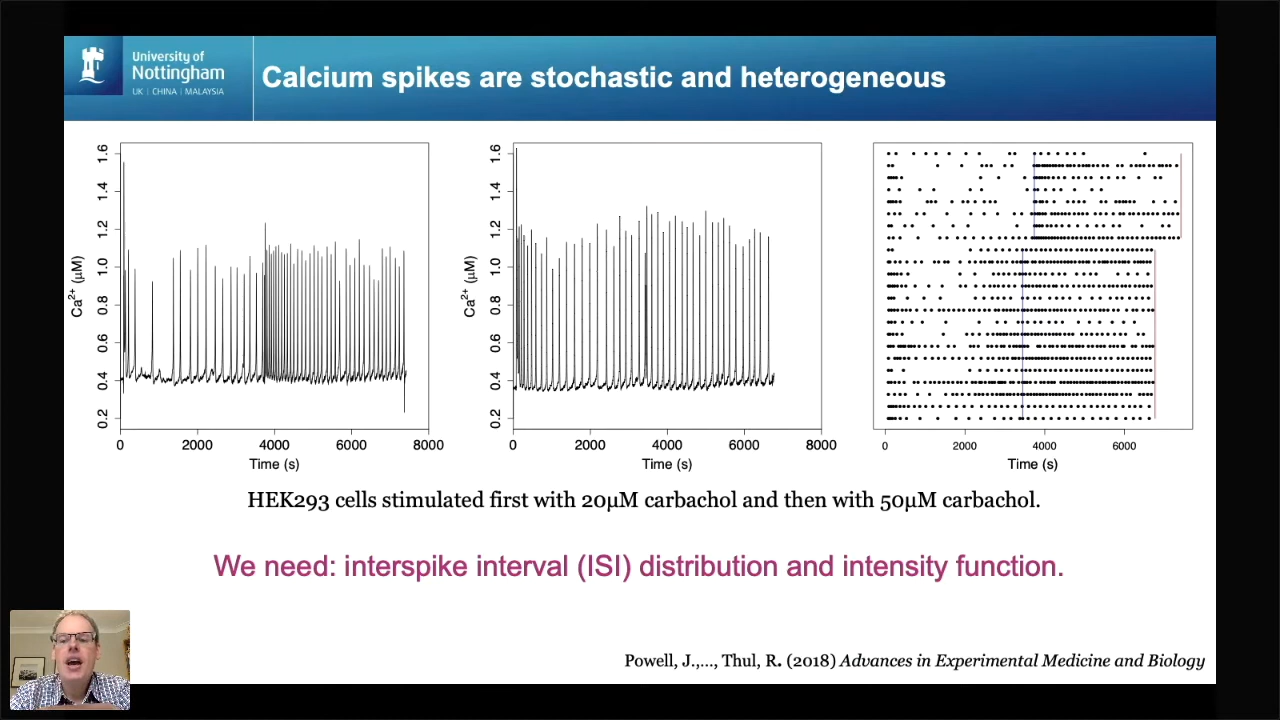 University of
Nottingham
UK | CHINA | MALAYSIA
Calcium spikes are stochastic and heterogeneous
1.6
1.4
1.2
1.0
0.8
0.6
0.4
0.2
Ca²⁺ (µM)
0 2000 4000 6000 8000
Time (s)
1.6
1.4
1.2
1.0
0.8
0.6
0.4
0.2
Ca²⁺ (µM)
0 2000 4000 6000 8000
Time (s)
0 2000 4000 6000
Time (s)
HEK293 cells stimulated first with 20µM carbachol and then with 50µM carbachol.
We need: interspike interval (ISI) distribution and intensity function.
Powell, J.,..., Thul, R. (2018) Advances in Experimental Medicine and Biology